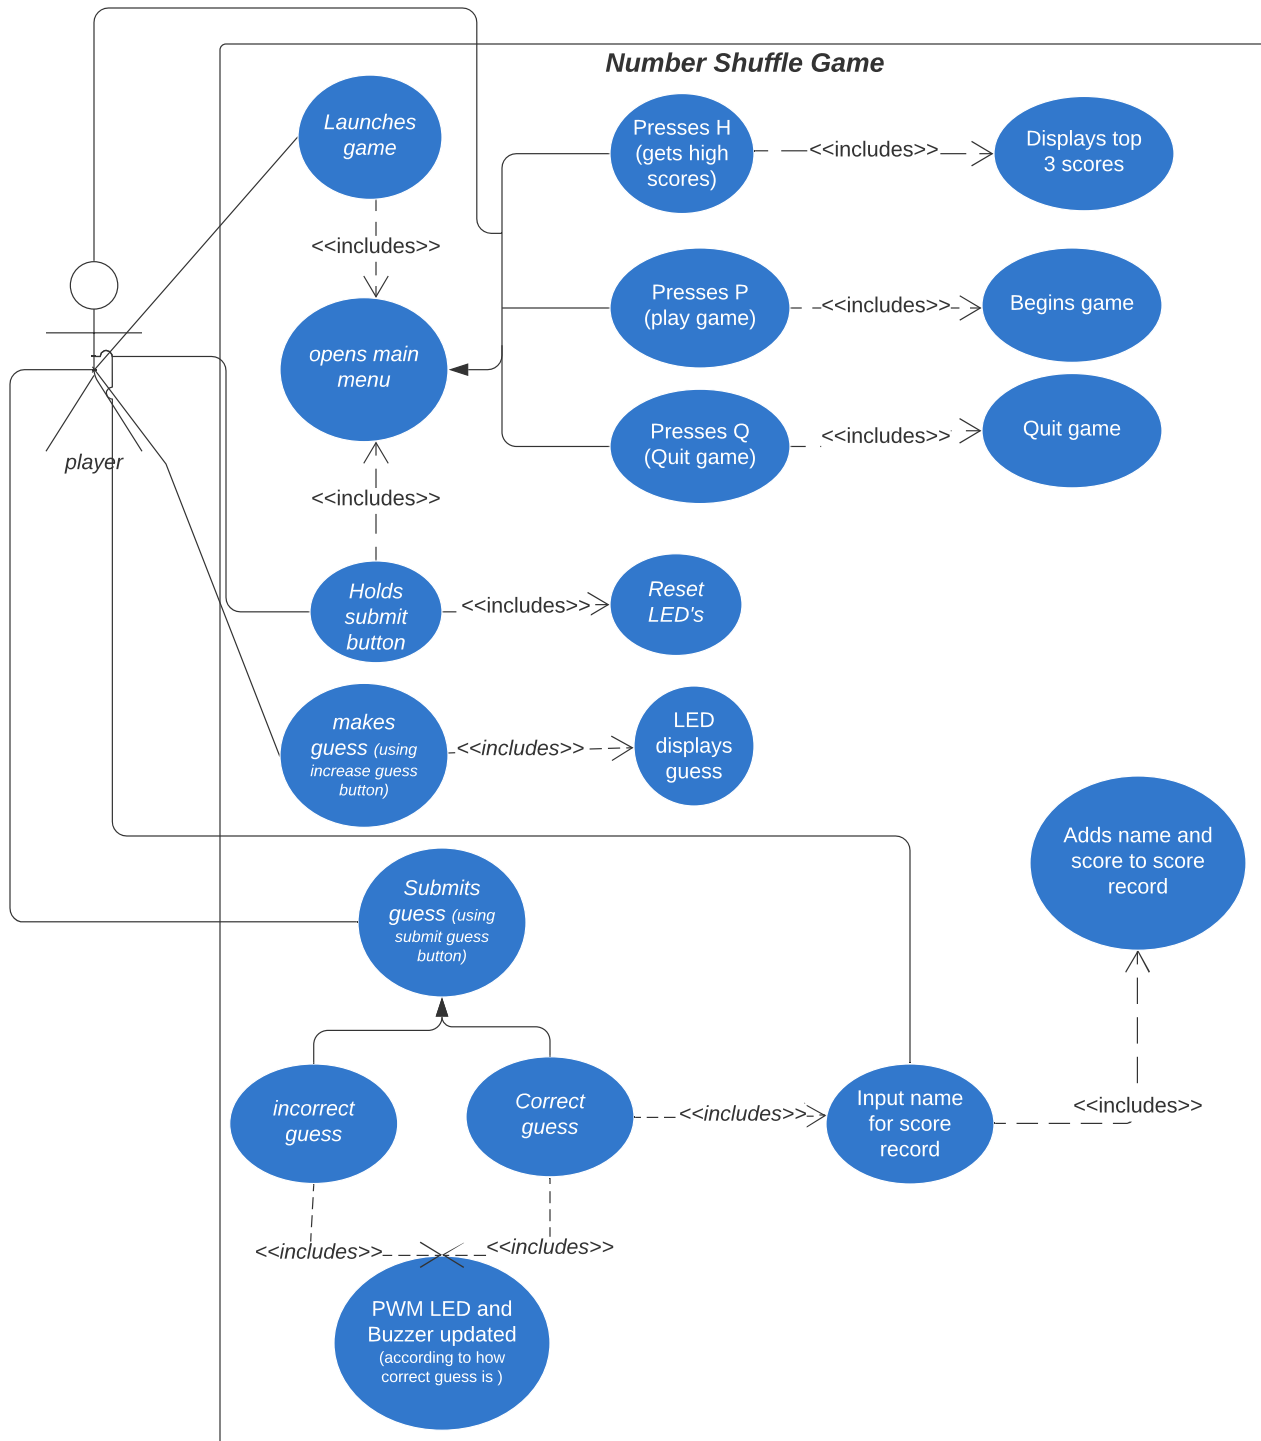 Number Shuffle Game
Launches
game
Presses H
(gets high
scores)
<<includes>>
Displays top
3 scores
<<includes>>
Presses P
(play game)
<<includes>>
Begins game
opens main
menu
player
Presses Q
(Quit game)
<<includes>>
Quit game
<<includes>>
Holds
submit
button
<<includes>>
Reset
LED's
makes
guess (using
increase guess
button)
<<includes>>
LED
displays
guess
Adds name and
score to score
record
Submits
guess (using
submit guess
button)
incorrect
guess
Correct
guess
<<includes>>
Input name
for score
record
<<includes>>
<<includes>>
<<includes>>
PWM LED and
Buzzer updated
(according to how
correct guess is )